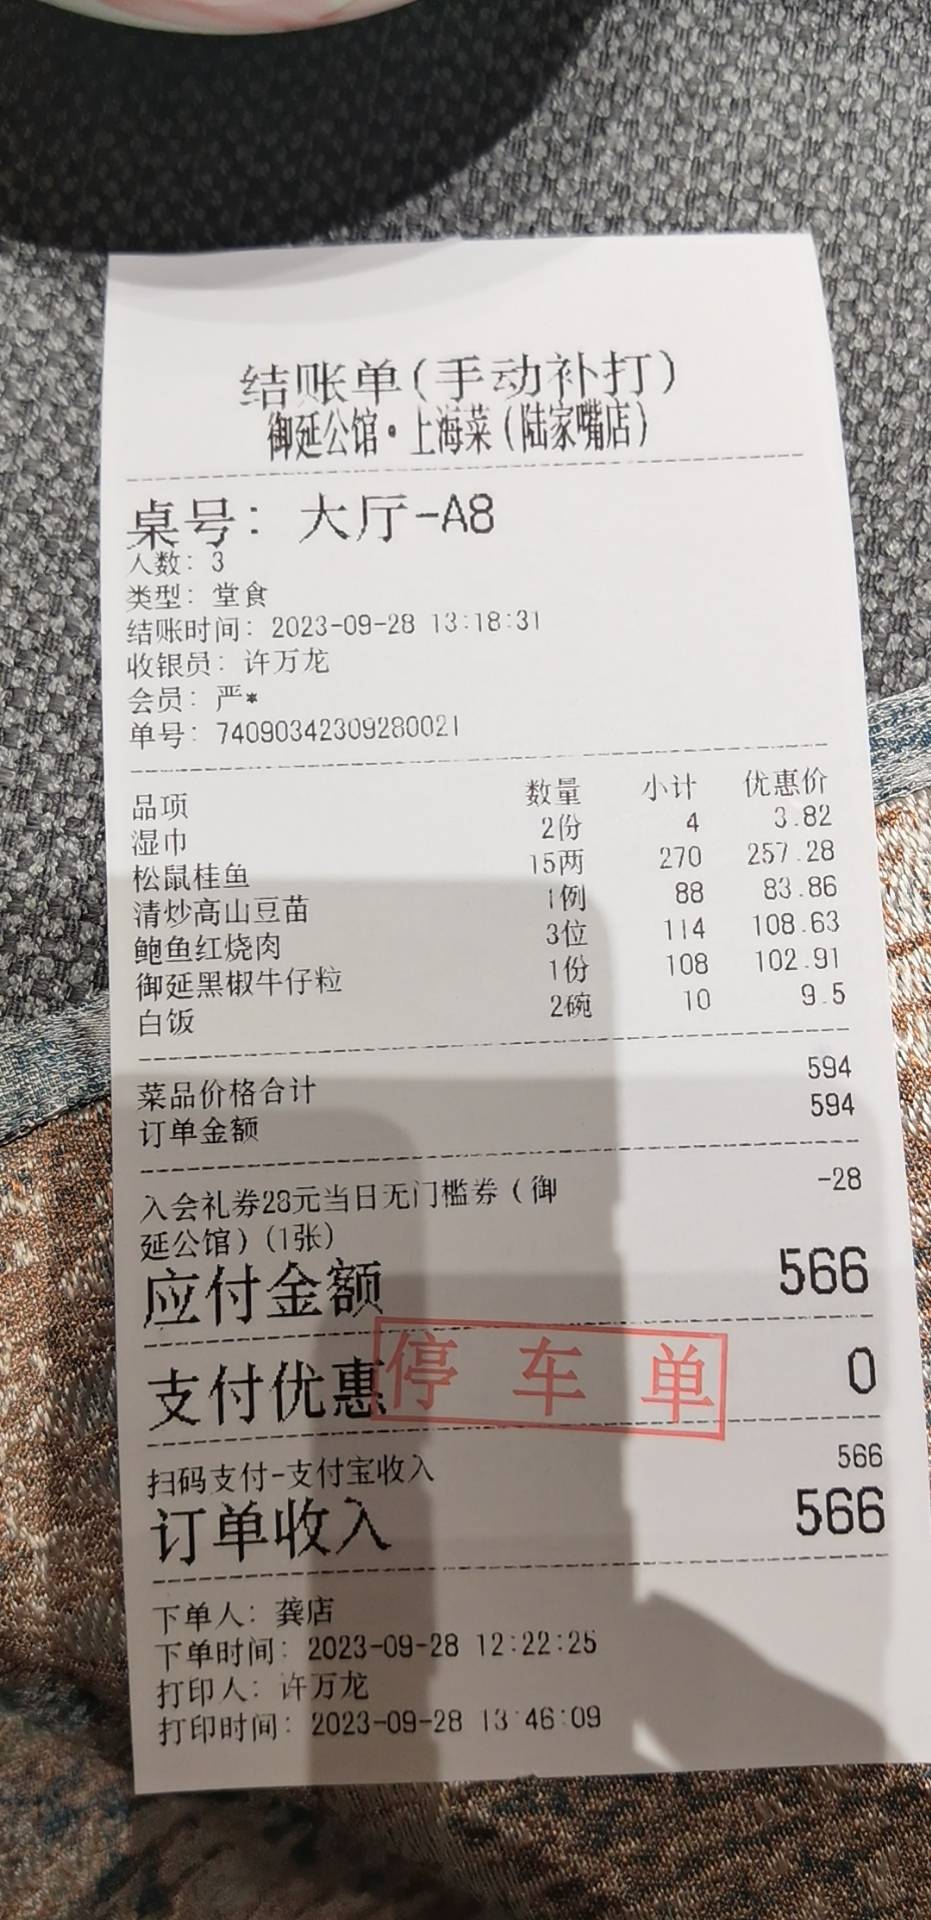 结账单(手动补打)
御延公馆·上海菜(陆家嘴店)
桌号: 大厅-A8
人数: 3
类型: 堂食
结账时间: 2023-09-28 13:18:31
收银员: 许万龙
会员: 严*
单号: 74090342309280021
品项 数量 小计 优惠价
湿巾 2份 4 3.82
松鼠桂鱼 15两 270 257.28
清炒高山豆苗 1例 88 83.86
鲍鱼红烧肉 3位 114 108.63
御延黑椒牛仔粒 1份 108 102.91
白饭 2碗 10 9.5
菜品价格合计 594
订单金额 594
入会礼券28元当日无门槛券(御 -28
延公馆)(1张)
应付金额 566
支付优惠 0
停车单
扫码支付-支付宝收入 566
订单收入 566
下单人: 龚店
下单时间: 2023-09-28 12:22:25
打印人: 许万龙
打印时间: 2023-09-28 13:46:09